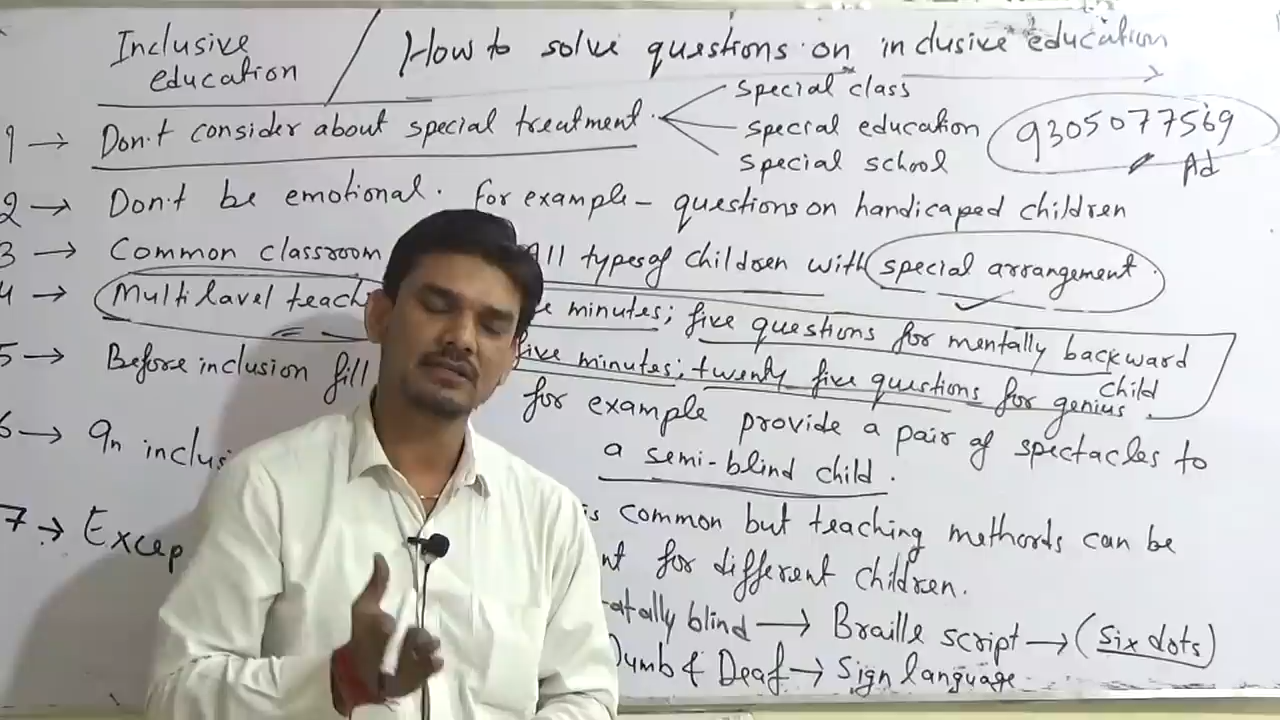 Inclusive education / How to solve questions on inclusive education
1 → Don't consider about special treatment.
special class
special education
special school
9305077569
Ad
2 → Don't be emotional. for example - questions on handicaped children
3 → Common classroom All types of children with special arrangement.
4 → Multilavel teach e minutes; five questions for mentally backward child
five minutes; twenty five questions for genius.
5 → Before inclusion fill for example provide a pair of spectacles to
a semi-blind child.
6 → In inclusi is common but teaching methords can be
nt for different children.
7 → Excep
totally blind → Braille script → (six dots)
Dumb & Deaf → Sign language